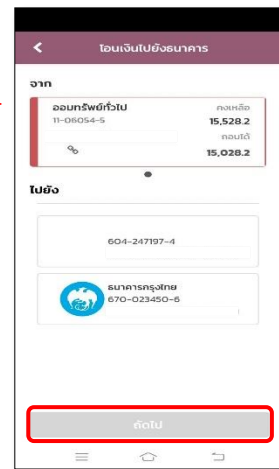 โอนเงินไปยังธนาคาร
จาก
ออมทรัพย์ทั่วไป
คงเหลือ
11-06054-5
15,528.2
ถอนได้
15,028.2
ไปยัง
604-247197-4
ธนาคารกรุงไทย
670-023450-6
ถัดไป